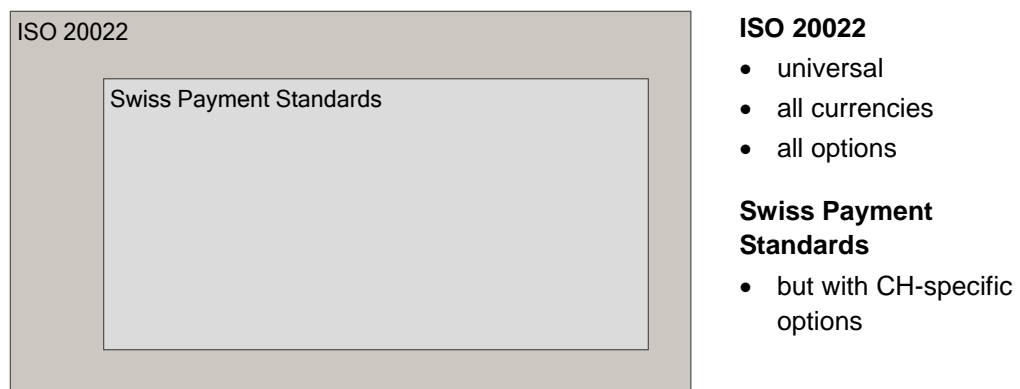 ISO 20022
Swiss Payment Standards
ISO 20022
• universal
• all currencies
• all options
Swiss Payment
Standards
• but with CH-specific
options